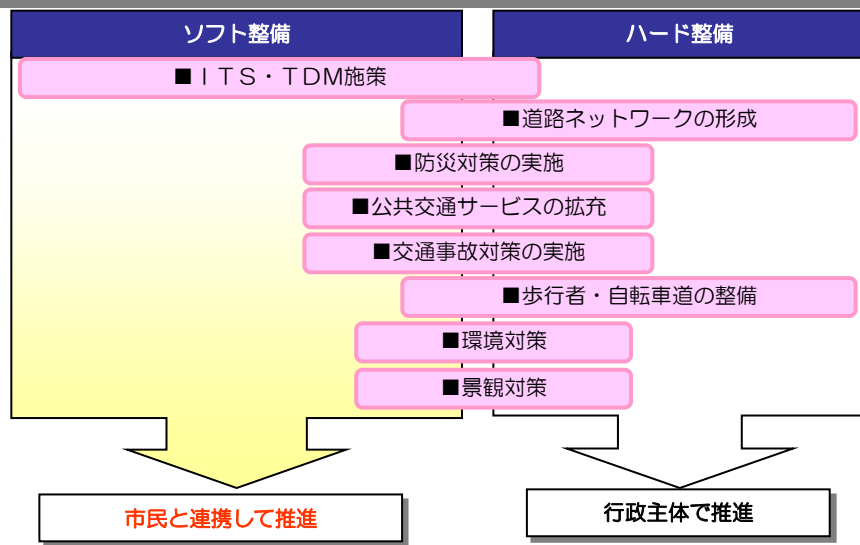 ソフト整備
ハード整備
■ＩＴＳ・ＴＤＭ施策
■道路ネットワークの形成
■防災対策の実施
■公共交通サービスの拡充
■交通事故対策の実施
■歩行者・自転車道の整備
■環境対策
■景観対策
市民と連携して推進
行政主体で推進